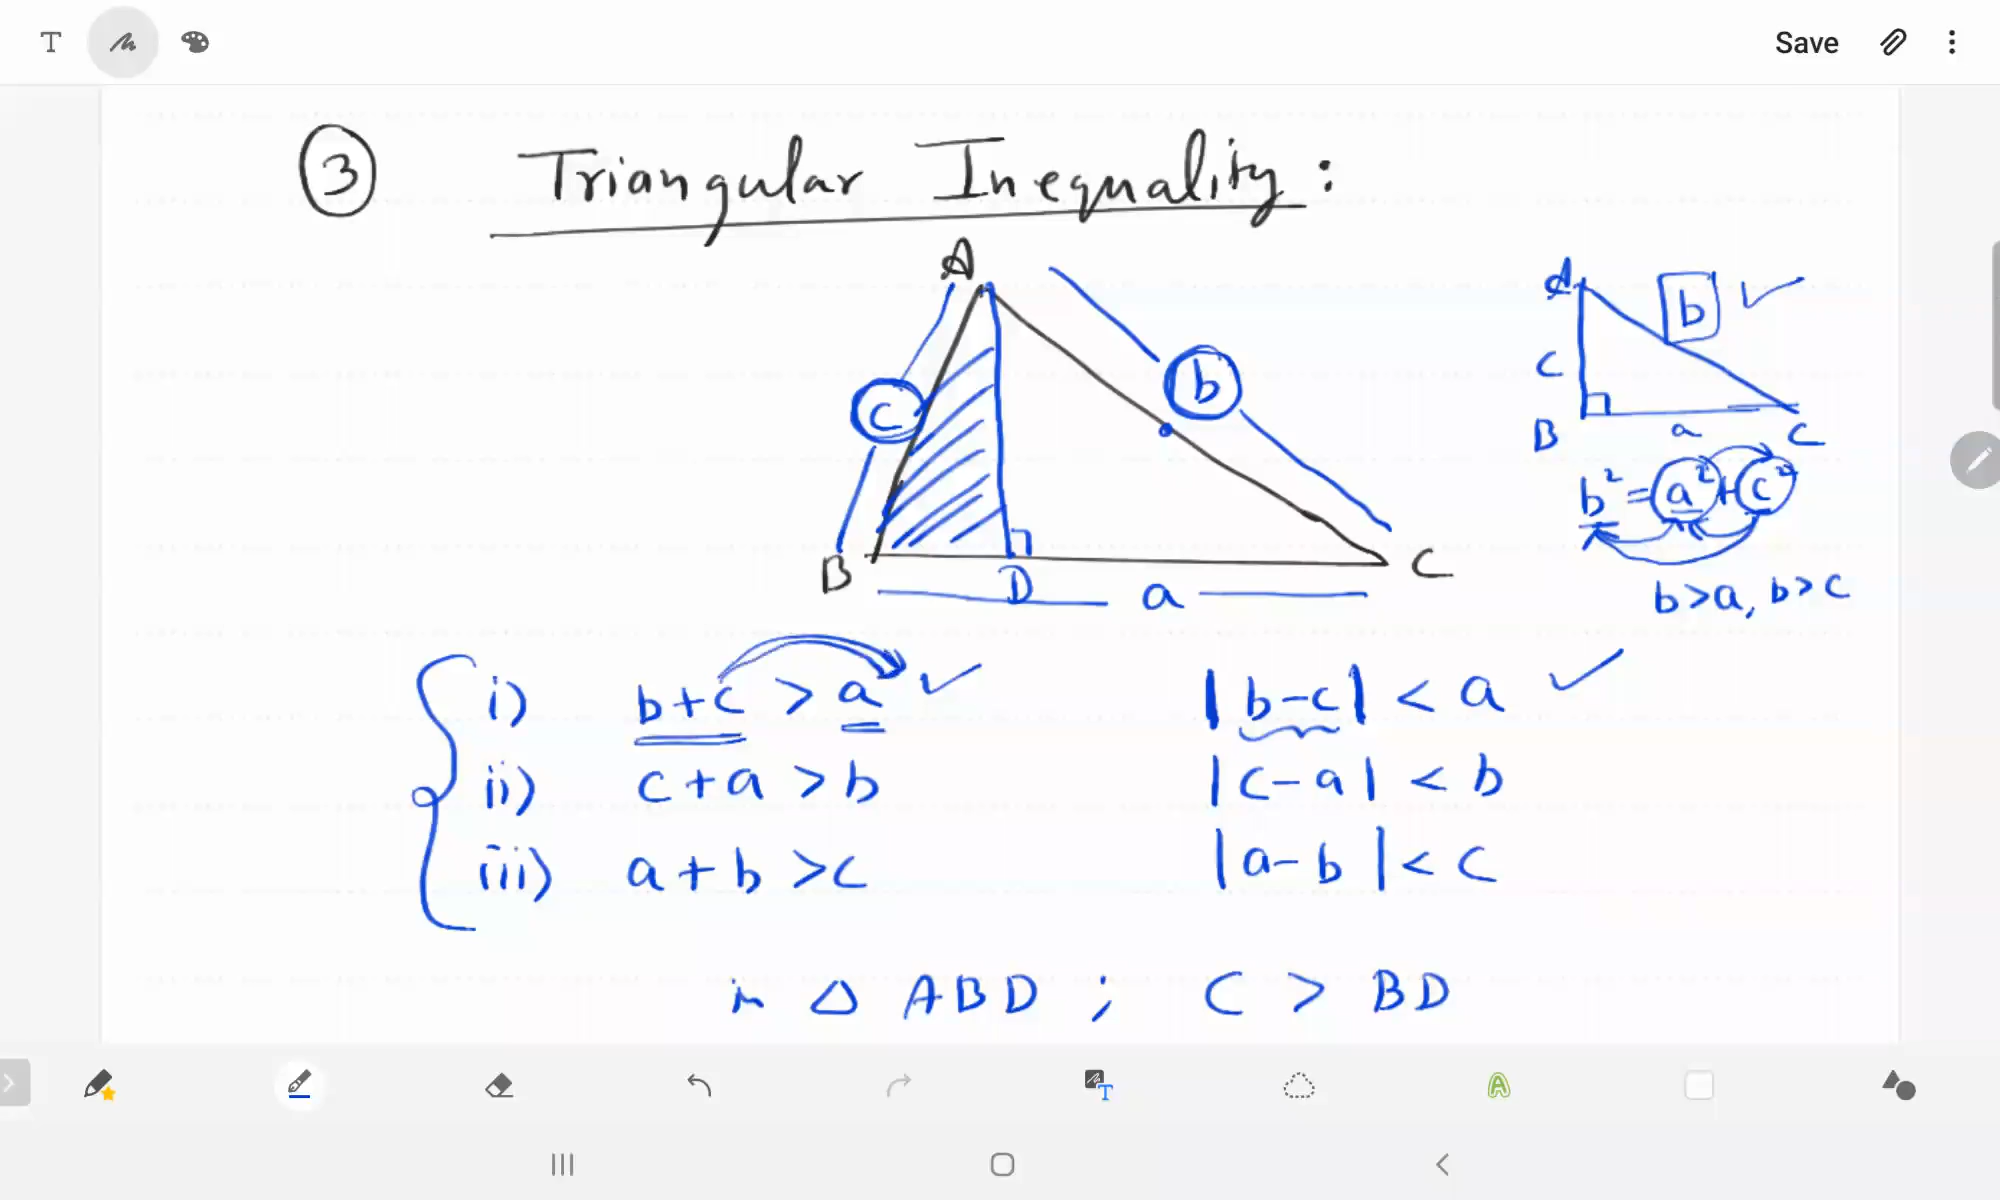 T Save
③ Triangular Inequality :
A
c
b
B D a C
A b
c
B a C
b² = a² + c²
b > a, b > c
i) b + c > a |b - c| < a
ii) c + a > b |c - a| < b
iii) a + b > c |a - b| < c
in △ ABD ; C > BD
T A